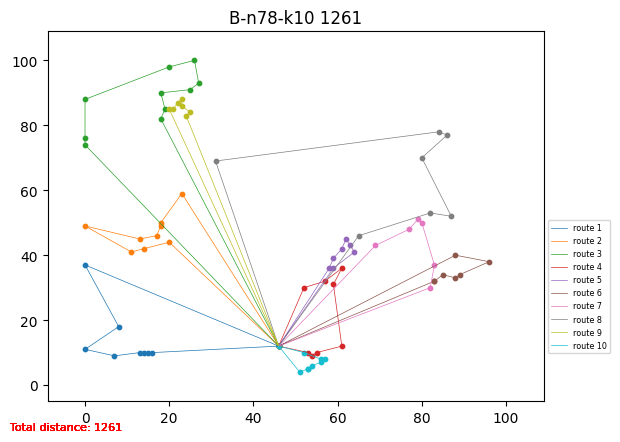 B-n78-k10 1261
100
80
60
40
20
0
0 20 40 60 80 100
route 1
route 2
route 3
route 4
route 5
route 6
route 7
route 8
route 9
route 10
Total distance: 1261